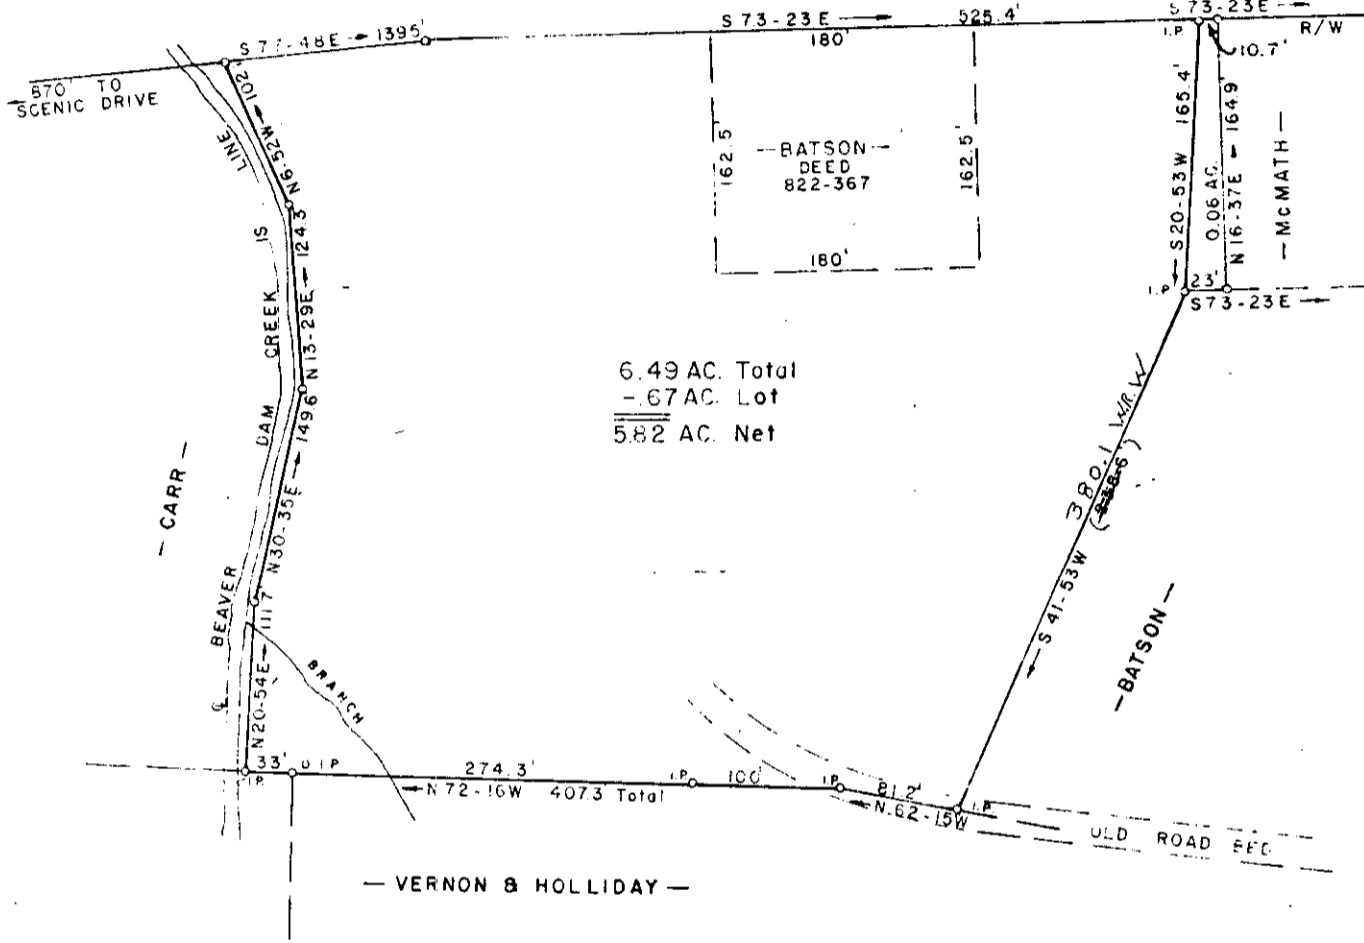 S 73-23 E
525.4'
S 73-23E
R/W
S 77-48E 1395'
180'
I.P.
10.7'
870' TO
SCENIC DRIVE
N6-52W 102'
LINE
162.5'
--BATSON--
DEED
822-367
162.5'
S20-53W 165.4'
0.06 AC.
N16-37E 164.9'
—McMATH—
IS
N13-29E 124.3'
180'
I.P.
23'
S73-23E
CREEK
6.49 AC. Total
-.67 AC. Lot
5.82 AC. Net
DAM
N30-35E 149.6'
— CARR —
380.1 W.R.W
S 41-53W
BEAVER
N20-54E 111.7'
BRANCH
—BATSON—
℄
33'
I.P.
I.P.
274.3'
I.P.
100'
I.P.
81.2'
I.P.
N 72-16W 407.3 Total
N.62-15W
OLD ROAD BED
— VERNON & HOLLIDAY —